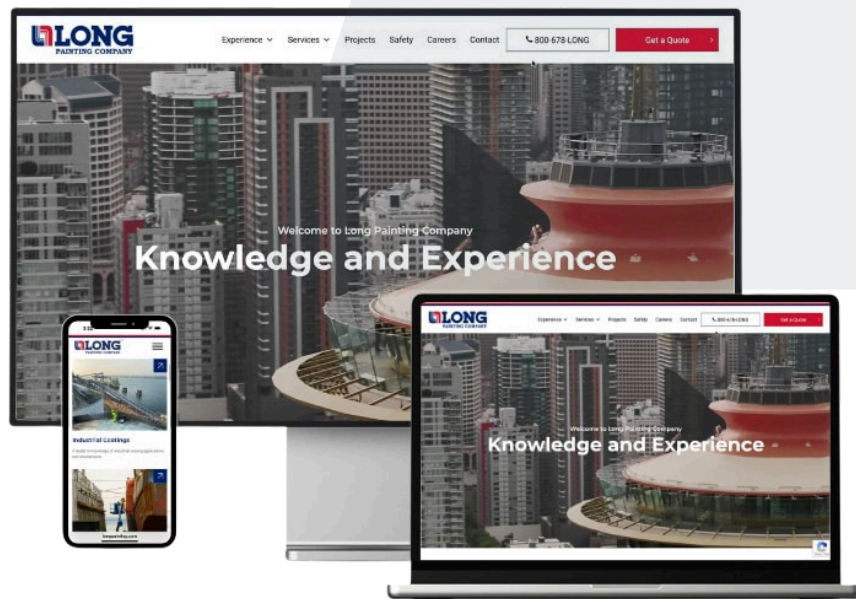 LONG
PAINTING COMPANY
Experience Services Projects Safety Careers Contact 800-678-LONG Get a Quote
Welcome to Long Painting Company
Knowledge and Experience
LONG
PAINTING COMPANY
Industrial Coatings
longpainting.com
LONG
PAINTING COMPANY
Experience Services Projects Safety Careers Contact 800-678-LONG Get a Quote
Welcome to Long Painting Company
Knowledge and Experience